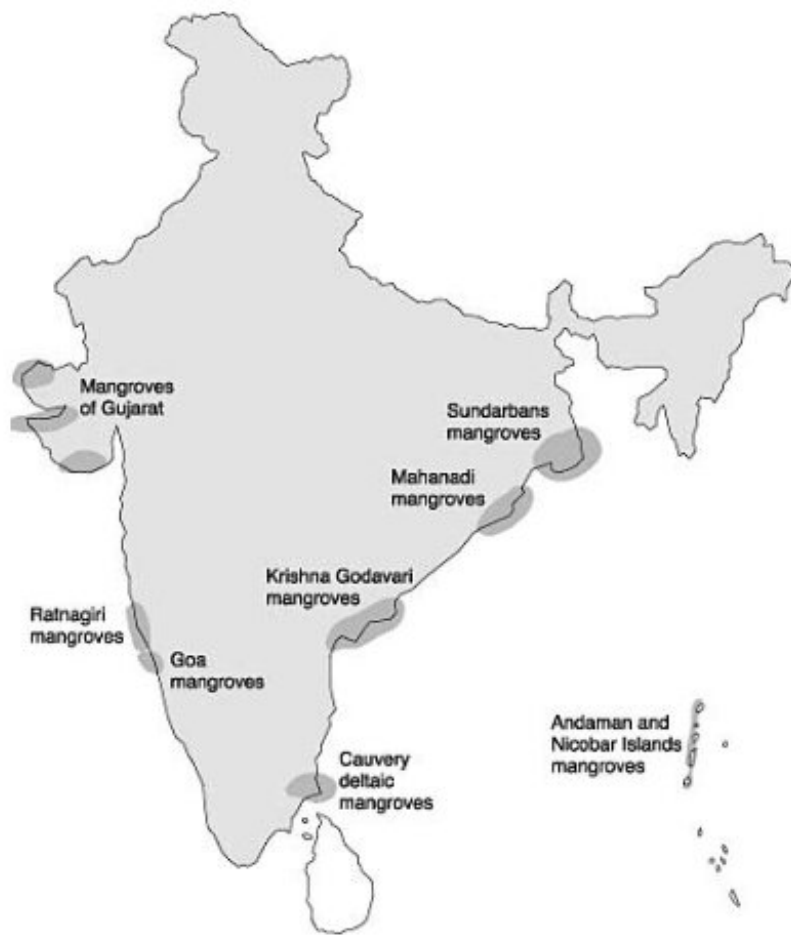 Mangroves
of Gujarat
Sundarbans
mangroves
Mahanadi
mangroves
Krishna Godavari
mangroves
Ratnagiri
mangroves
Goa
mangroves
Andaman and
Nicobar Islands
mangroves
Cauvery
deltaic
mangroves